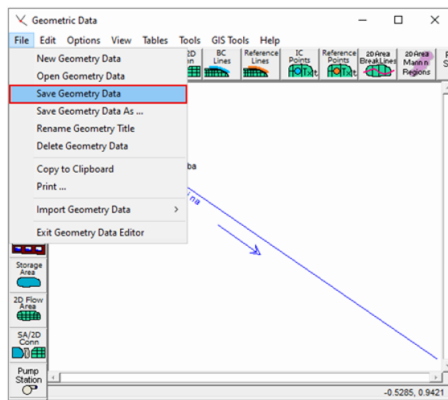 Geometric Data
File Edit Options View Tables Tools GIS Tools Help
BC Lines
Reference Lines
IC Points
Reference Points
2D Area BreakLines
2D Area Mann n Regions
New Geometry Data
Open Geometry Data
Save Geometry Data
Save Geometry Data As ...
Rename Geometry Title
Delete Geometry Data
Copy to Clipboard
Print ...
Import Geometry Data
Exit Geometry Data Editor
ba
Storage Area
2D Flow Area
SA/2D Conn
Pump Station
-0.5285, 0.9421